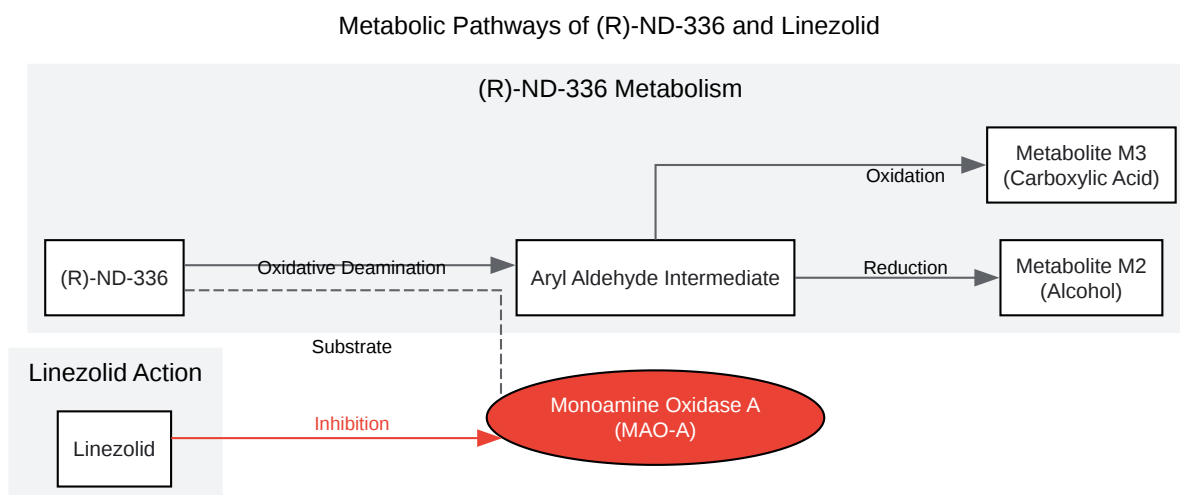 Metabolic Pathways of (R)-ND-336 and Linezolid
(R)-ND-336 Metabolism
Metabolite M3
(Carboxylic Acid)
Oxidation
(R)-ND-336
Oxidative Deamination
Aryl Aldehyde Intermediate
Reduction
Metabolite M2
(Alcohol)
Substrate
Linezolid Action
Linezolid
Inhibition
Monoamine Oxidase A
(MAO-A)